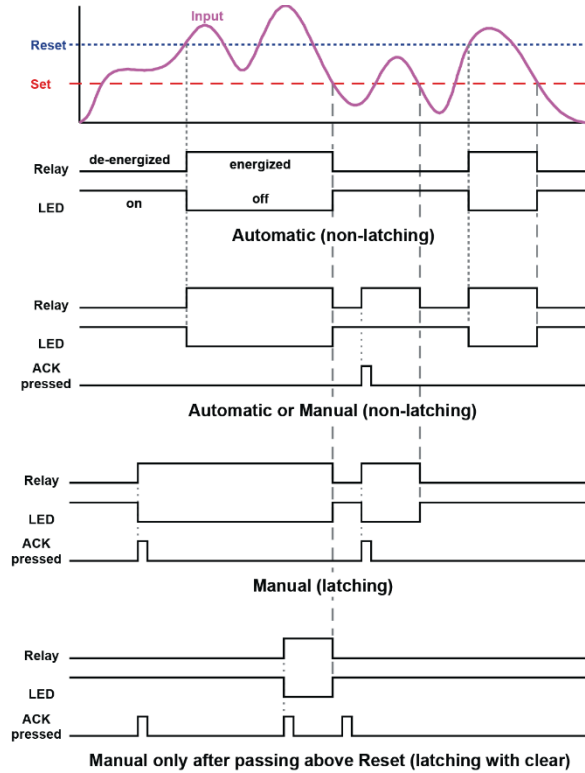 Input
Reset
Set
de-energized
energized
Relay
LED
on
off
Automatic (non-latching)
Relay
LED
ACK
pressed
Automatic or Manual (non-latching)
Relay
LED
ACK
pressed
Manual (latching)
Relay
LED
ACK
pressed
Manual only after passing above Reset (latching with clear)